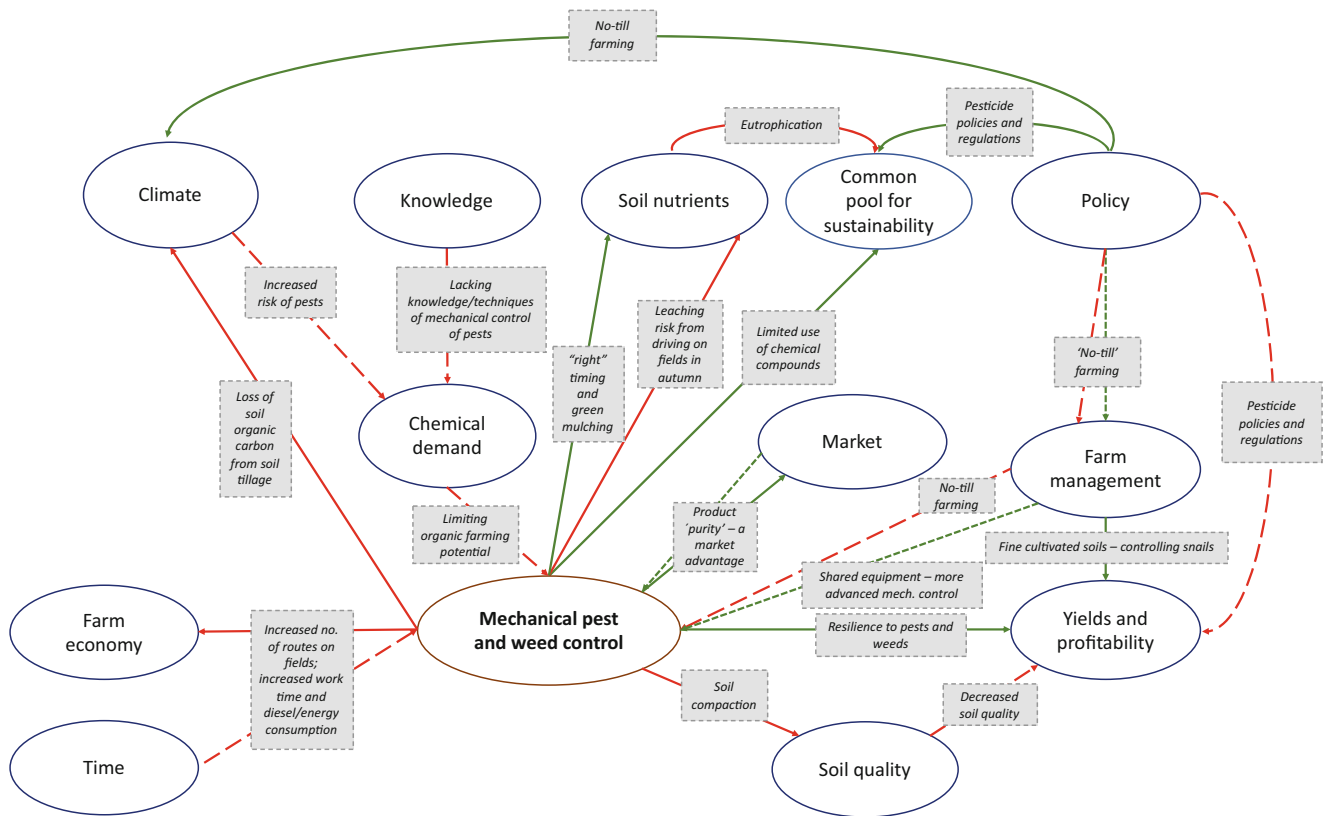 No-till
farming
Eutrophication
Pesticide
policies and
regulations
Climate
Knowledge
Soil nutrients
Common
pool for
sustainability
Policy
Increased
risk of pests
Lacking
knowledge/techniques
of mechanical control
of pests
"right"
timing
and
green
mulching
Leaching
risk from
driving on
fields in
autumn
Limited use
of chemical
compounds
'No-till'
farming
Pesticide
policies and
regulations
Loss of
soil
organic
carbon
from soil
tillage
Chemical
demand
Market
Farm
management
No-till
farming
Limiting
organic farming
potential
Product
'purity' – a
market
advantage
Fine cultivated soils – controlling snails
Shared equipment – more
advanced mech. control
Farm
economy
Increased no.
of routes on
fields;
increased work
time and
diesel/energy
consumption
Mechanical pest
and weed control
Resilience to pests and
weeds
Yields and
profitability
Soil
compaction
Decreased
soil quality
Time
Soil quality